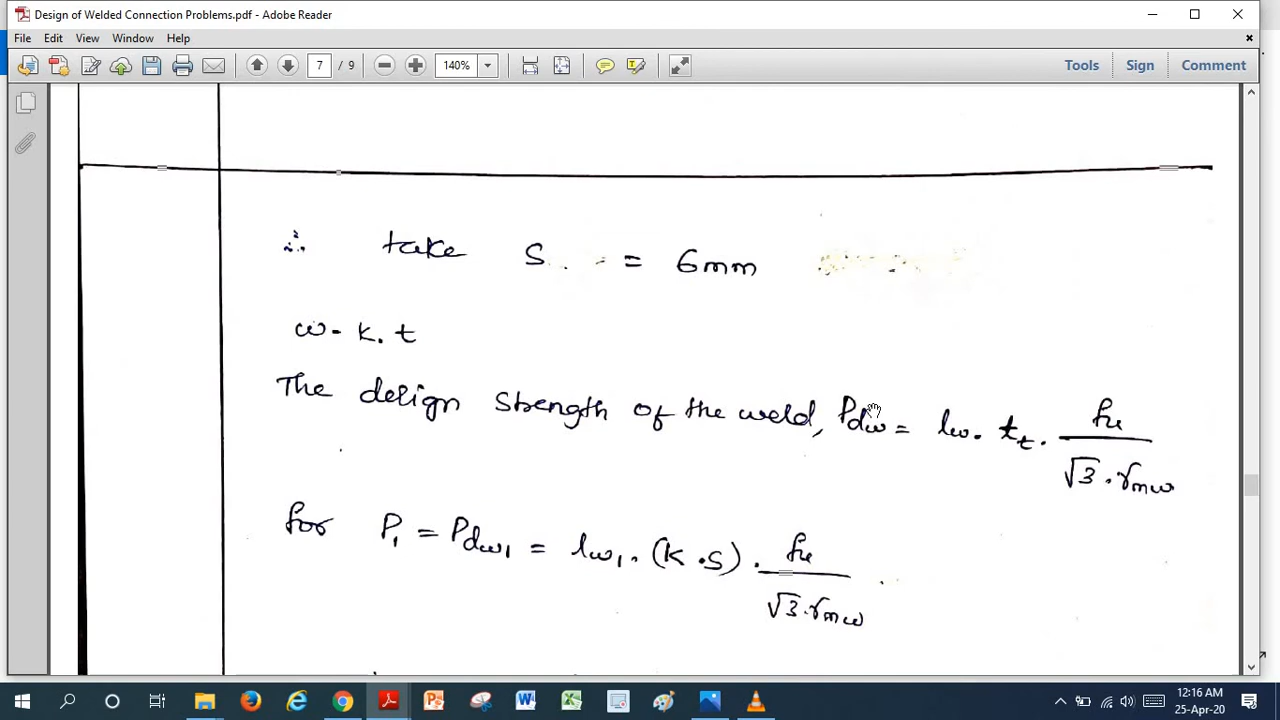 Design of Welded Connection Problems.pdf - Adobe Reader
File Edit View Window Help
7 / 9 140% Tools Sign Comment
∴ take S = 6mm
w - k. t
The design strength of the weld, Pdw = lw. tt. fu / √3 . γmw
for P1 = Pdw1 = lw1. (k .s) . fu / √3 . γmw
12:16 AM
25-Apr-20